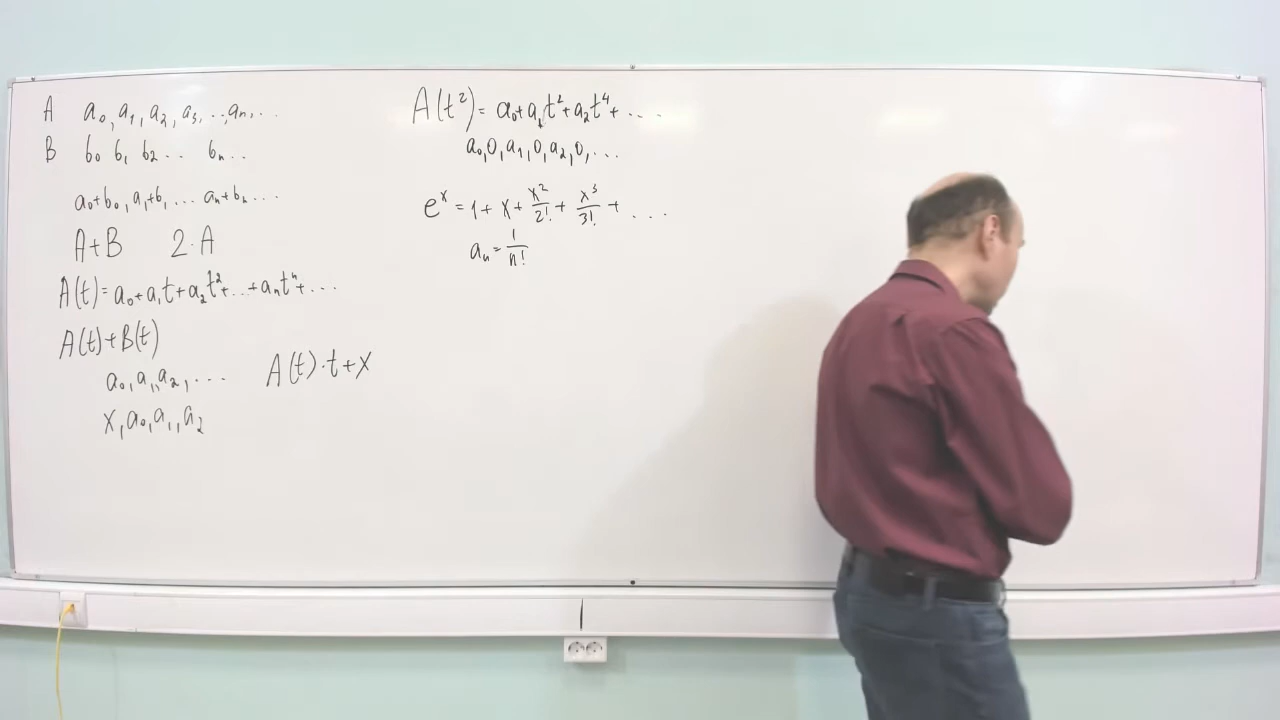 A a₀, a₁, a₂, a₃, ..., aₙ, ...
B b₀ b₁ b₂ ... bₙ ...
a₀+b₀, a₁+b₁ ... aₙ+bₙ ...
A+B 2·A
A(t)=a₀+a₁t+a₂t²+...+aₙtⁿ+...
A(t)+B(t)
a₀, a₁, a₂, ... A(t)·t+x
x, a₀, a₁, a₂
A(t²)=a₀+a₁t²+a₂t⁴+...
a₀, 0, a₁, 0, a₂, 0, ...
eˣ=1+x+x²/2!+x³/3!+...
aₙ=1/n!